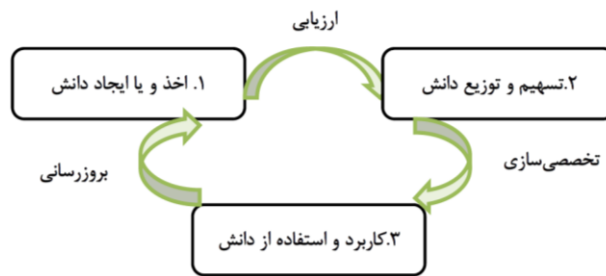 ارزیابی
۱. اخذ و یا ایجاد دانش
۲.تسهیم و توزیع دانش
تخصصی‌سازی
بروزرسانی
۳.کاربرد و استفاده از دانش